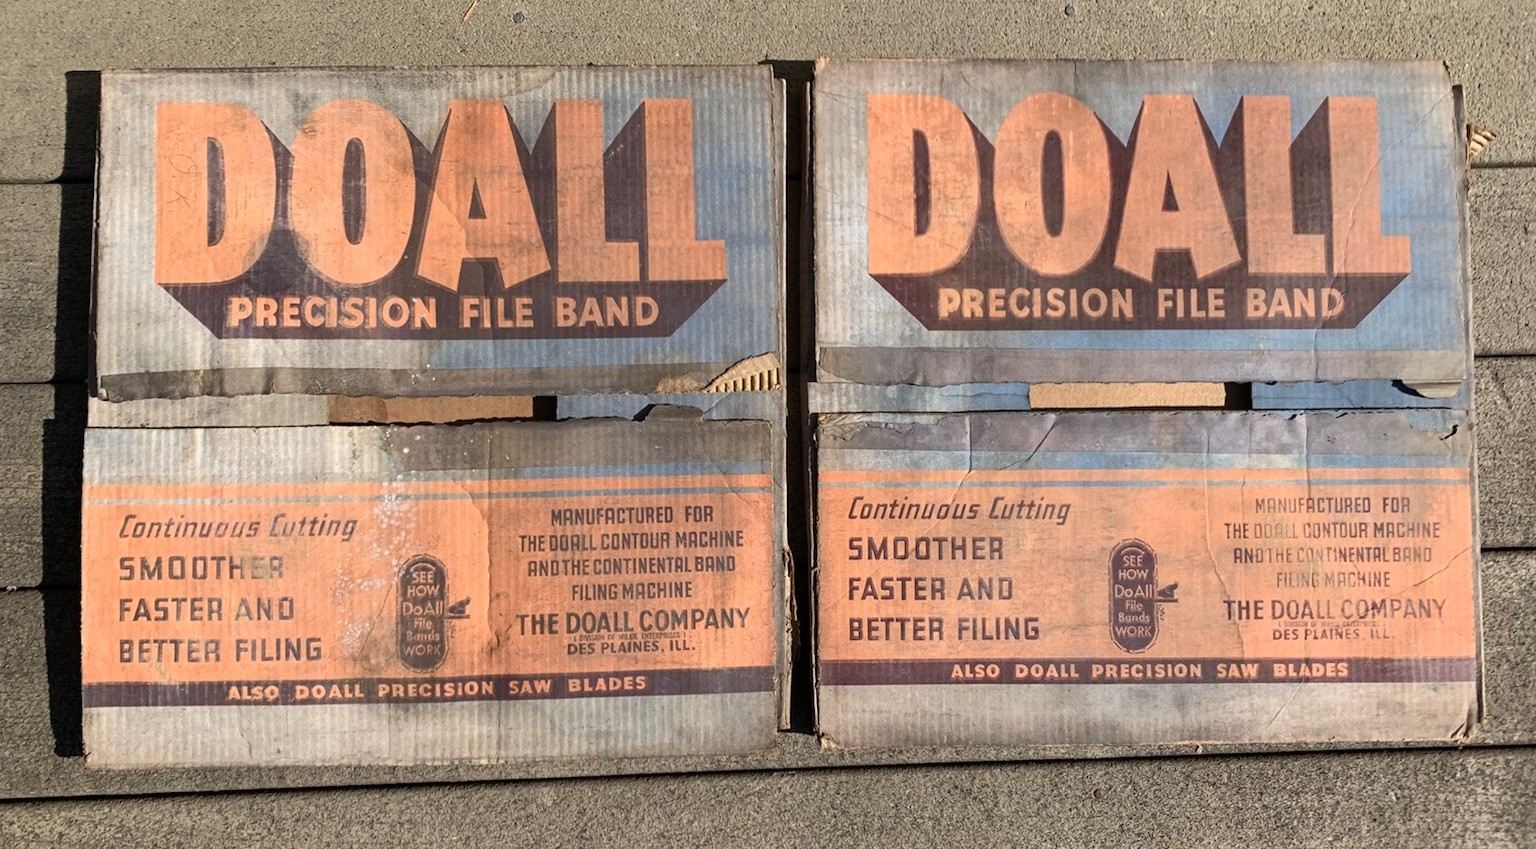 DOALL
PRECISION FILE BAND
Continuous Cutting
SMOOTHER
FASTER AND
BETTER FILING
SEE
HOW
DoAll
File
Bands
WORK
MANUFACTURED FOR
THE DOALL CONTOUR MACHINE
AND THE CONTINENTAL BAND
FILING MACHINE
THE DOALL COMPANY
DES PLAINES, ILL.
ALSO DOALL PRECISION SAW BLADES
DOALL
PRECISION FILE BAND
Continuous Cutting
SMOOTHER
FASTER AND
BETTER FILING
SEE
HOW
DoAll
File
Bands
WORK
MANUFACTURED FOR
THE DOALL CONTOUR MACHINE
AND THE CONTINENTAL BAND
FILING MACHINE
THE DOALL COMPANY
DES PLAINES, ILL.
ALSO DOALL PRECISION SAW BLADES